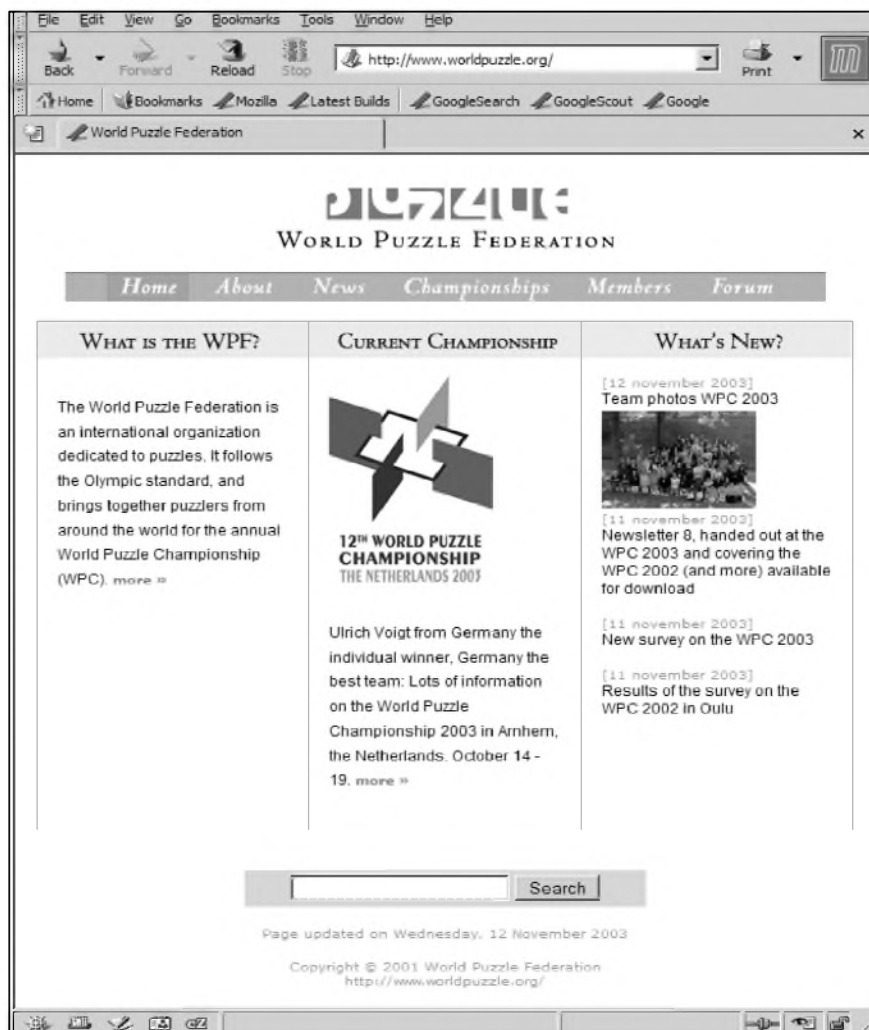 File Edit View Go Bookmarks Tools Window Help
Back Forward Reload Stop http://www.worldpuzzle.org/ Print
Home Bookmarks Mozilla Latest Builds GoogleSearch GoogleScout Google
World Puzzle Federation
PUZZLE
WORLD PUZZLE FEDERATION
Home About News Championships Members Forum
WHAT IS THE WPF?
The World Puzzle Federation is
an international organization
dedicated to puzzles. It follows
the Olympic standard, and
brings together puzzlers from
around the world for the annual
World Puzzle Championship
(WPC). more »
CURRENT CHAMPIONSHIP
12TH WORLD PUZZLE
CHAMPIONSHIP
THE NETHERLANDS 2003
Ulrich Voigt from Germany the
individual winner, Germany the
best team: Lots of information
on the World Puzzle
Championship 2003 in Arnhem,
the Netherlands. October 14 -
19. more »
WHAT'S NEW?
[12 november 2003]
Team photos WPC 2003
[11 november 2003]
Newsletter 8, handed out at the
WPC 2003 and covering the
WPC 2002 (and more) available
for download
[11 november 2003]
New survey on the WPC 2003
[11 november 2003]
Results of the survey on the
WPC 2002 in Oulu
Search
Page updated on Wednesday, 12 November 2003
Copyright © 2001 World Puzzle Federation
http://www.worldpuzzle.org/